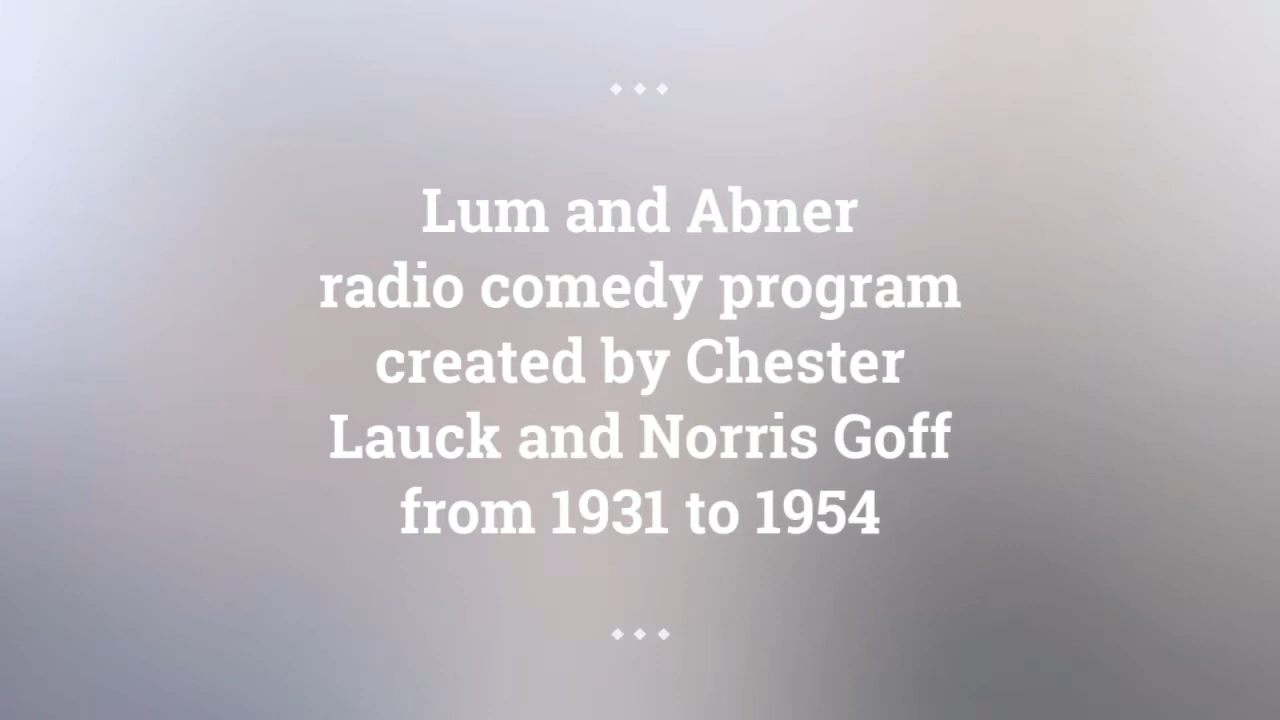 Lum and Abner
radio comedy program
created by Chester
Lauck and Norris Goff
from 1931 to 1954